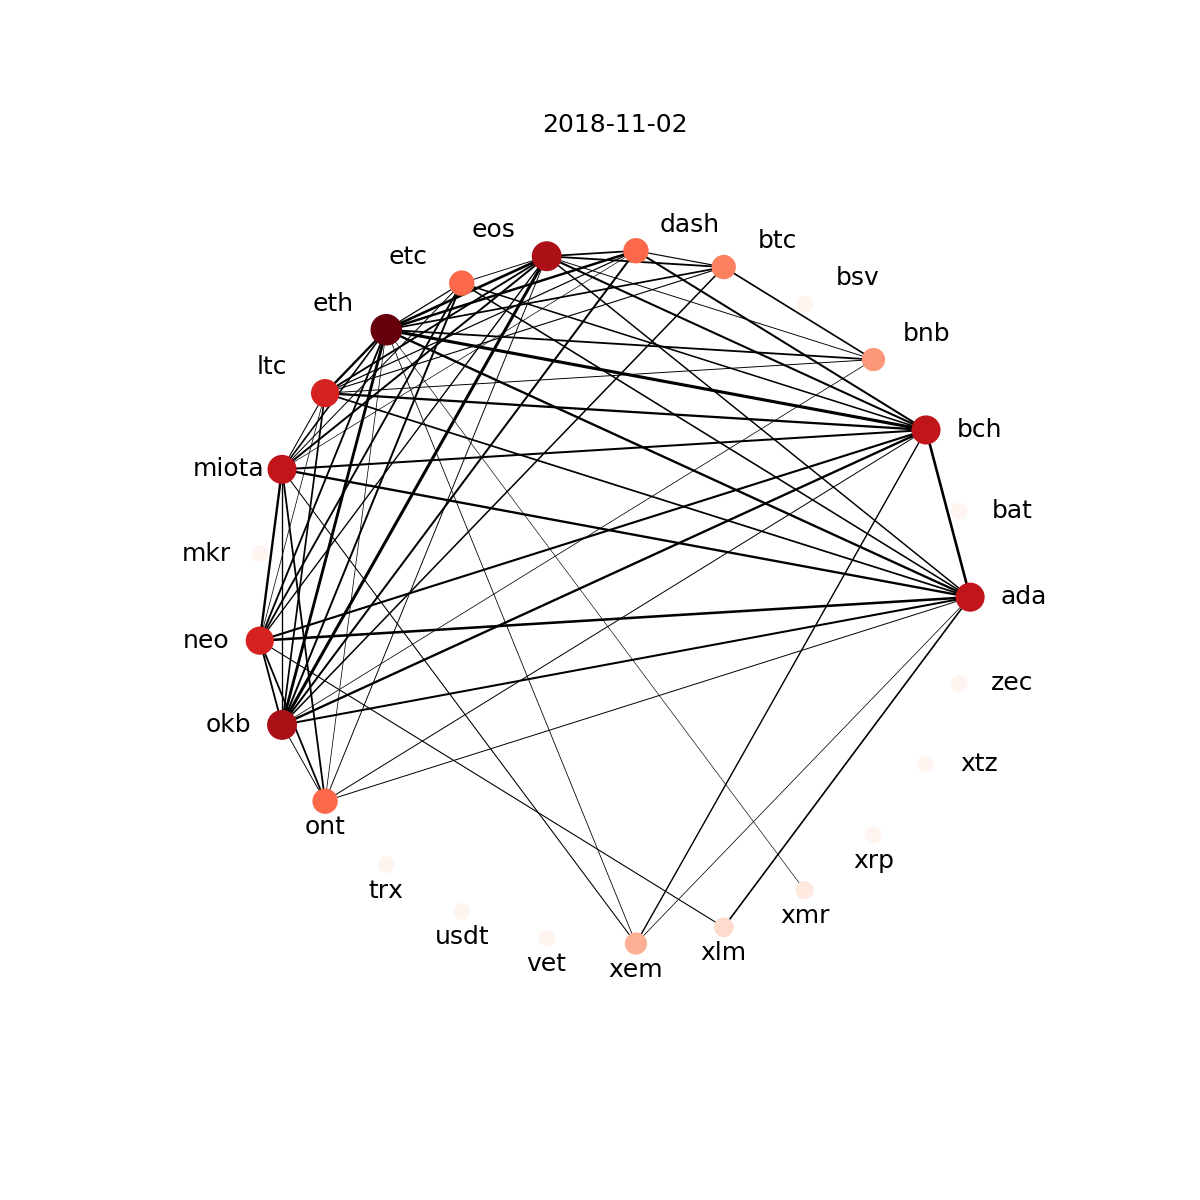 2018-11-02
eos
dash
btc
etc
bsv
eth
bnb
ltc
bch
miota
bat
mkr
ada
neo
zec
okb
xtz
ont
xrp
trx
xmr
usdt
xlm
vet
xem